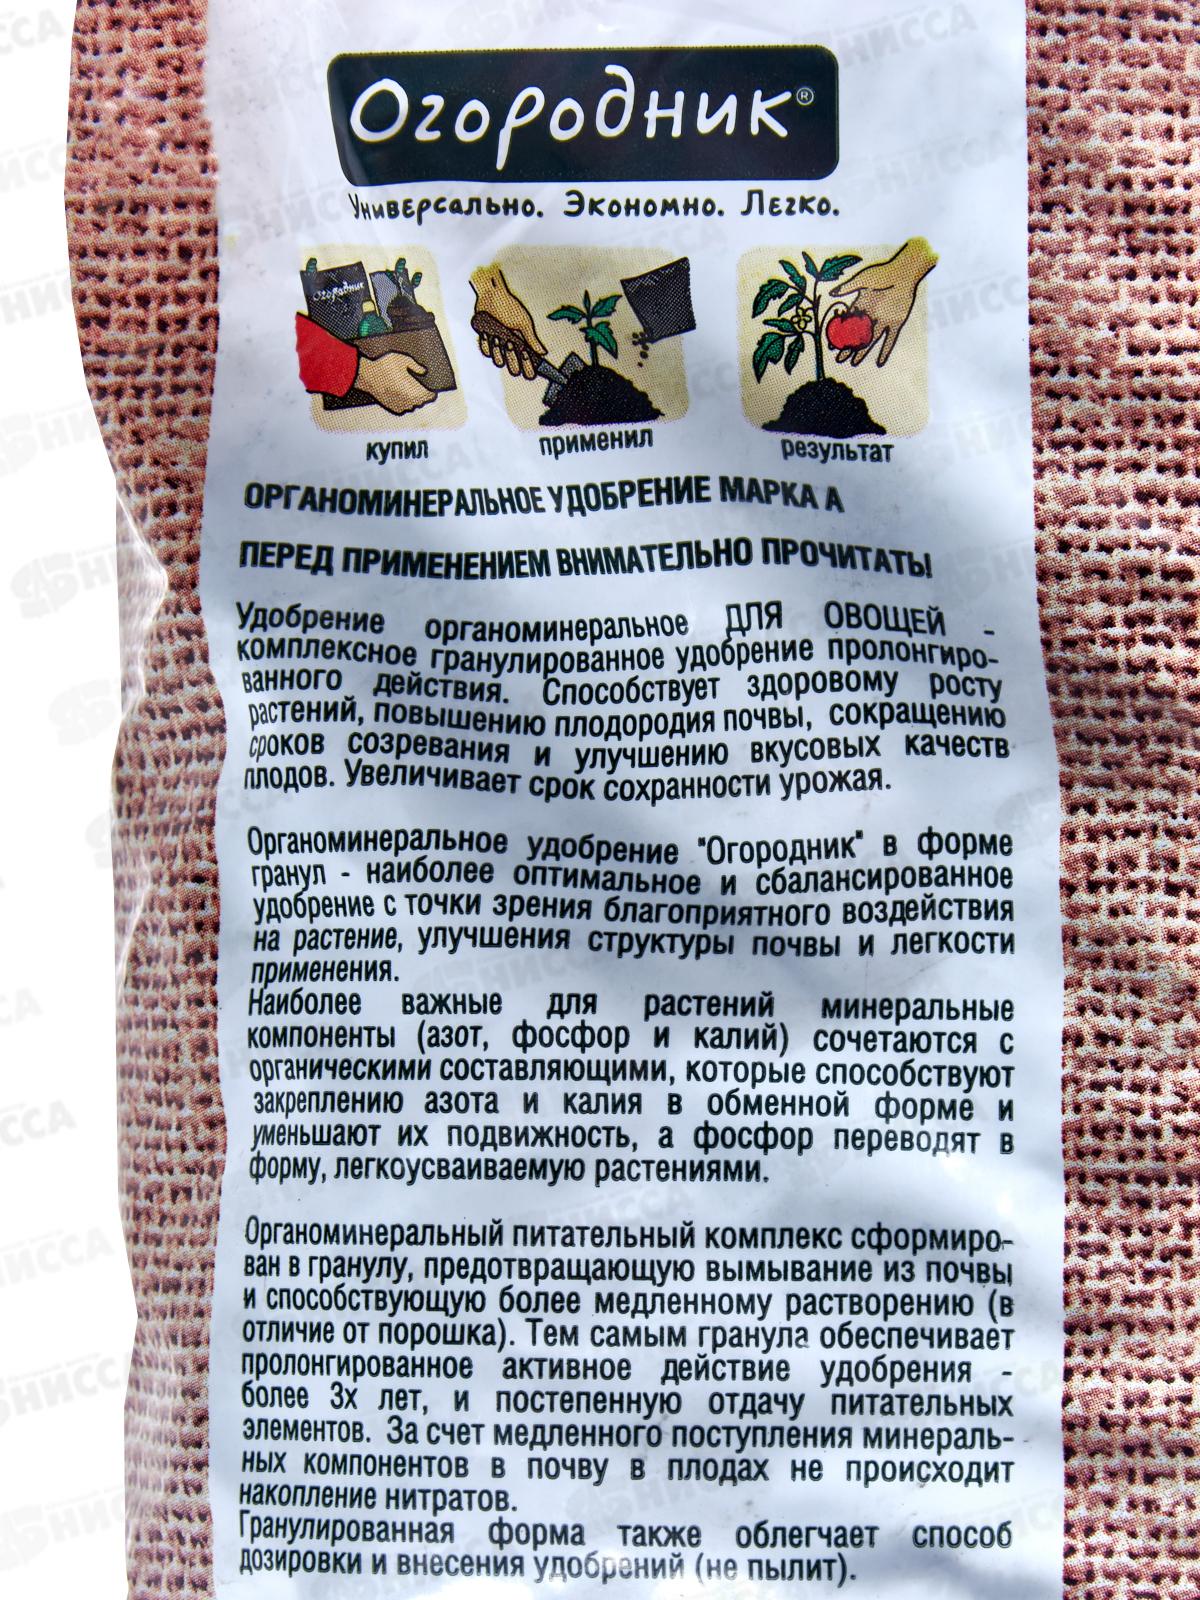 Огородник®
Универсально. Экономно. Легко.
Огородник
купил
применил
результат
ОРГАНОМИНЕРАЛЬНОЕ УДОБРЕНИЕ МАРКА А
ПЕРЕД ПРИМЕНЕНИЕМ ВНИМАТЕЛЬНО ПРОЧИТАТЬ!
Удобрение органоминеральное ДЛЯ ОВОЩЕЙ -
комплексное гранулированное удобрение пролонгиро-
ванного действия. Способствует здоровому росту
растений, повышению плодородия почвы, сокращению
сроков созревания и улучшению вкусовых качеств
плодов. Увеличивает срок сохранности урожая.
Органоминеральное удобрение "Огородник" в форме
гранул - наиболее оптимальное и сбалансированное
удобрение с точки зрения благоприятного воздействия
на растение, улучшения структуры почвы и легкости
применения.
Наиболее важные для растений минеральные
компоненты (азот, фосфор и калий) сочетаются с
органическими составляющими, которые способствуют
закреплению азота и калия в обменной форме и
уменьшают их подвижность, а фосфор переводят в
форму, легкоусваиваемую растениями.
Органоминеральный питательный комплекс сформиро-
ван в гранулу, предотвращающую вымывание из почвы
и способствующую более медленному растворению (в
отличие от порошка). Тем самым гранула обеспечивает
пролонгированное активное действие удобрения -
более 3х лет, и постепенную отдачу питательных
элементов. За счет медленного поступления минераль-
ных компонентов в почву в плодах не происходит
накопление нитратов.
Гранулированная форма также облегчает способ
дозировки и внесения удобрений (не пылит).
НИССА